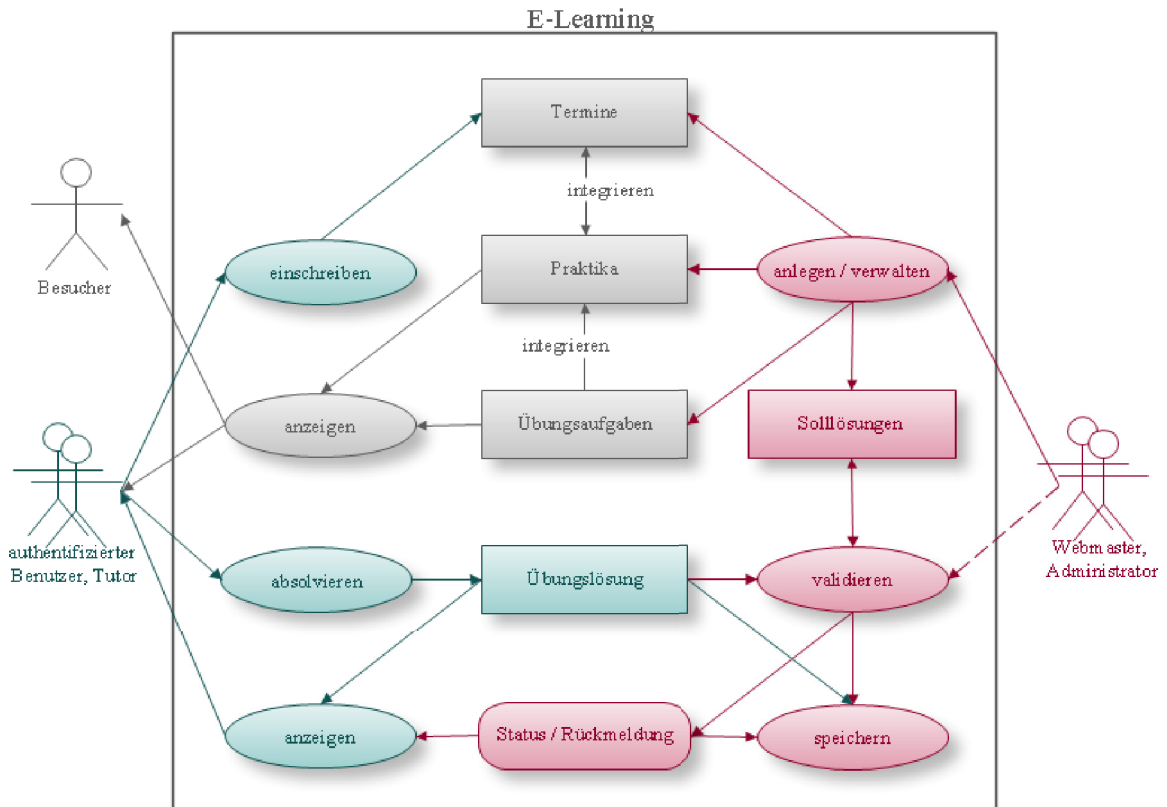 E-Learning
Termine
integrieren
Besucher
einschreiben
Praktika
anlegen / verwalten
integrieren
anzeigen
Übungsaufgaben
Solllösungen
authentifizierter
Benutzer, Tutor
absolvieren
Übungslösung
validieren
Webmaster,
Administrator
anzeigen
Status / Rückmeldung
speichern